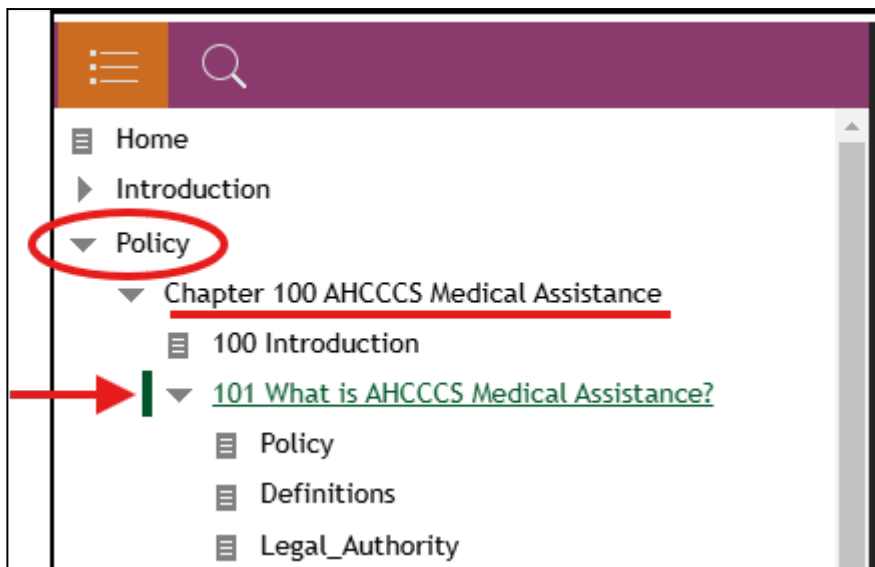 Home
Introduction
Policy
Chapter 100 AHCCCS Medical Assistance
100 Introduction
101 What is AHCCCS Medical Assistance?
Policy
Definitions
Legal_Authority